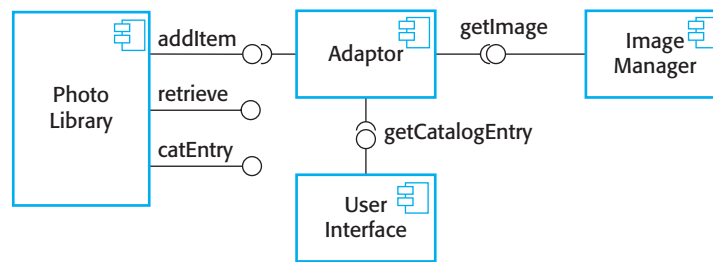 addItem
retrieve
catEntry
Photo
Library
Adaptor
getImage
Image
Manager
getCatalogEntry
User
Interface